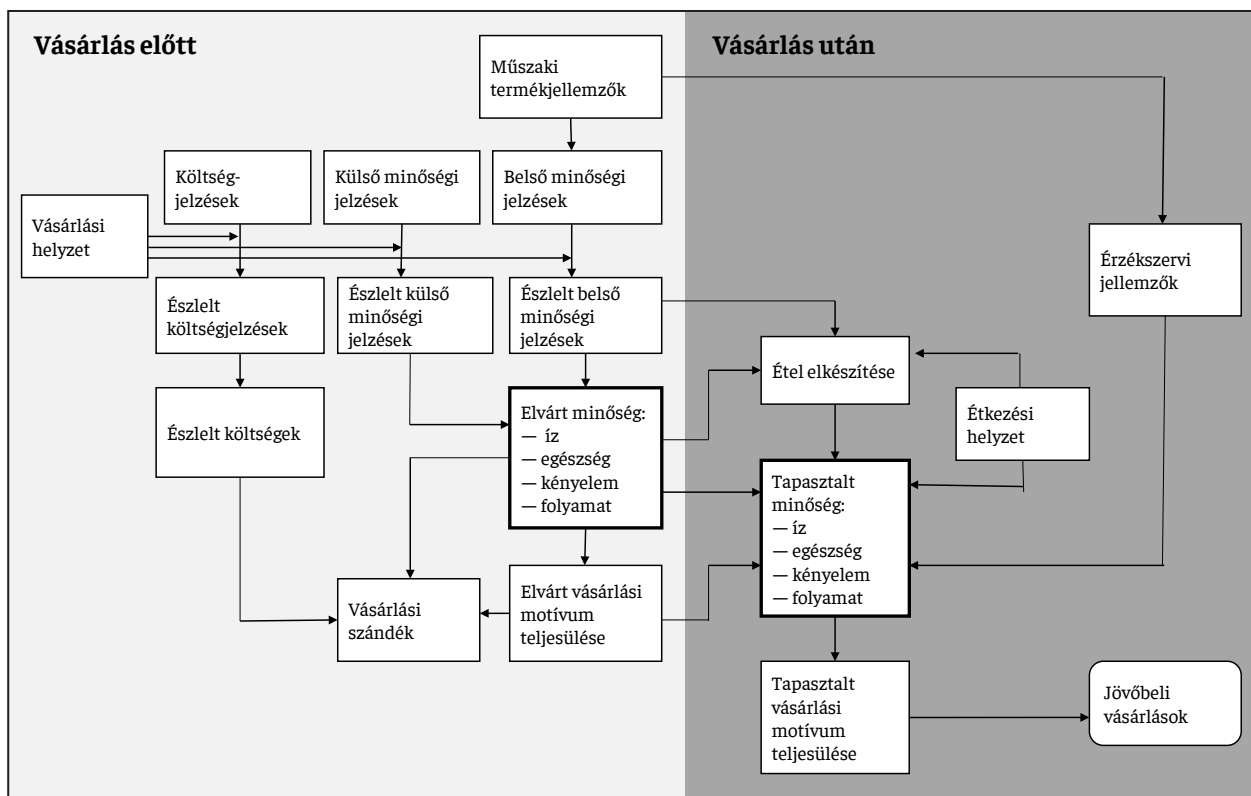 Vásárlás előtt
Vásárlás után
Műszaki
termékjellemzők
Költség-
jelzések
Külső minőségi
jelzések
Belső minőségi
jelzések
Vásárlási
helyzet
Érzékszervi
jellemzők
Észlelt
költségjelzések
Észlelt külső
minőségi
jelzések
Észlelt belső
minőségi
jelzések
Étel elkészítése
Észlelt költségek
Elvárt minőség:
— íz
— egészség
— kényelem
— folyamat
Étkezési
helyzet
Tapasztalt
minőség:
— íz
— egészség
— kényelem
— folyamat
Vásárlási
szándék
Elvárt vásárlási
motívum
teljesülése
Tapasztalt
vásárlási
motívum
teljesülése
Jövőbeli
vásárlások